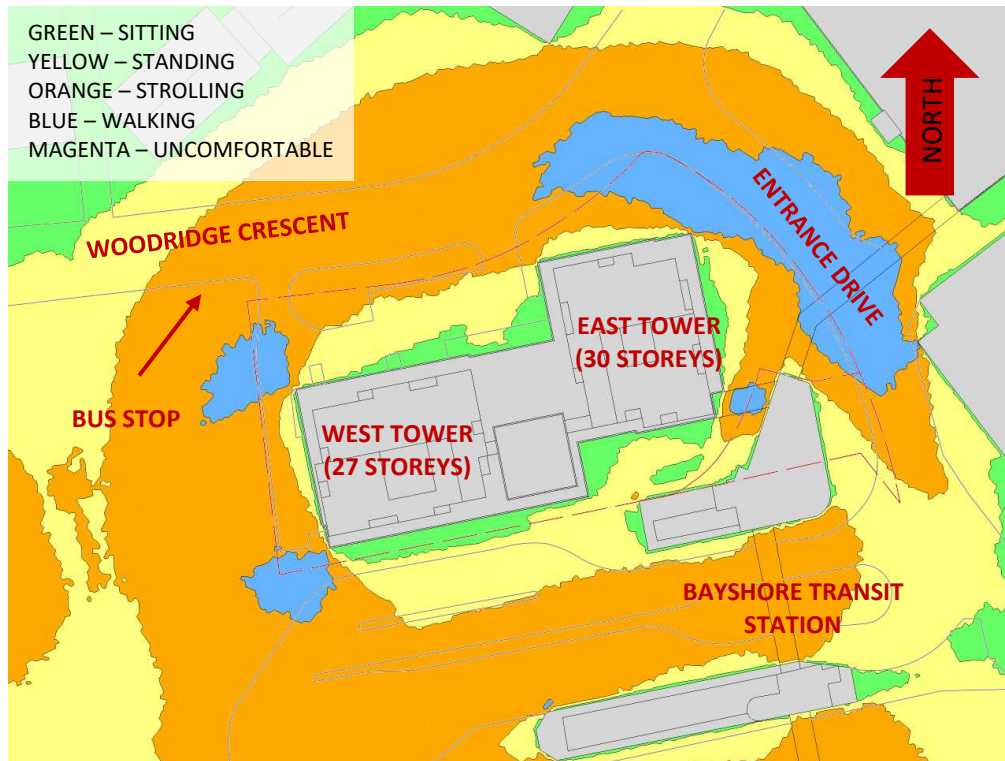 GREEN – SITTING
YELLOW – STANDING
ORANGE – STROLLING
BLUE – WALKING
MAGENTA – UNCOMFORTABLE
NORTH
WOODRIDGE CRESCENT
ENTRANCE DRIVE
EAST TOWER
(30 STOREYS)
BUS STOP
WEST TOWER
(27 STOREYS)
BAYSHORE TRANSIT
STATION